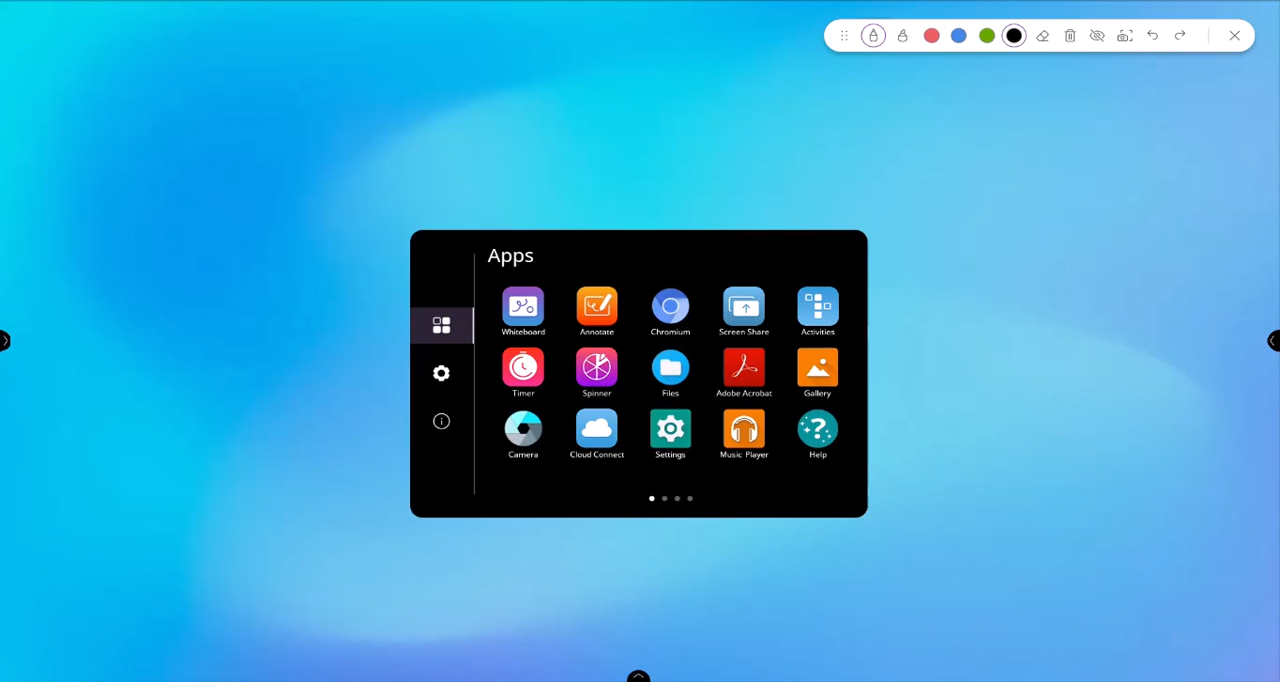 Apps
Whiteboard Annotate Chromium Screen Share Activities
Timer Spinner Files Adobe Acrobat Gallery
Camera Cloud Connect Settings Music Player Help